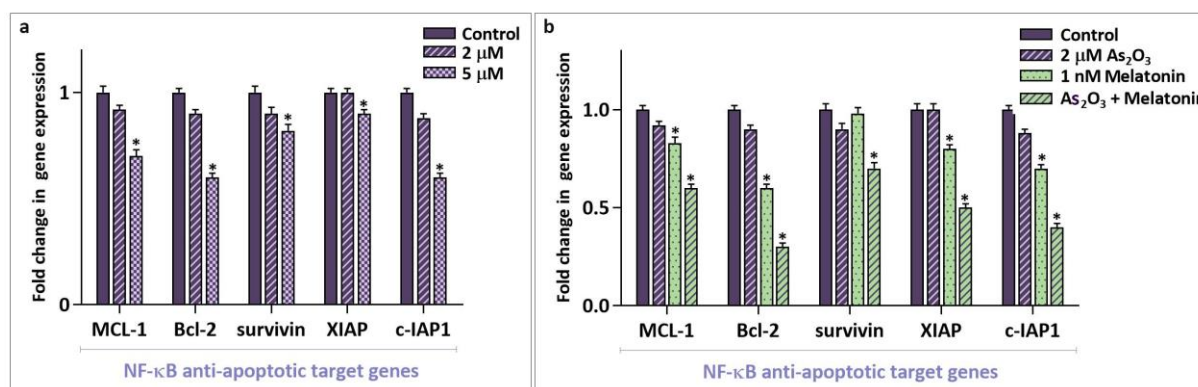 a
Control
2 μM
5 μM
Fold change in gene expression
1
0
* * * * *
MCL-1 Bcl-2 survivin XIAP c-IAP1
NF-κB anti-apoptotic target genes
b
Control
2 μM As₂O₃
1 nM Melatonin
As₂O₃ + Melatonin
Fold change in gene expression
1.0
0.5
0.0
* * * * * * * * *
MCL-1 Bcl-2 survivin XIAP c-IAP1
NF-κB anti-apoptotic target genes